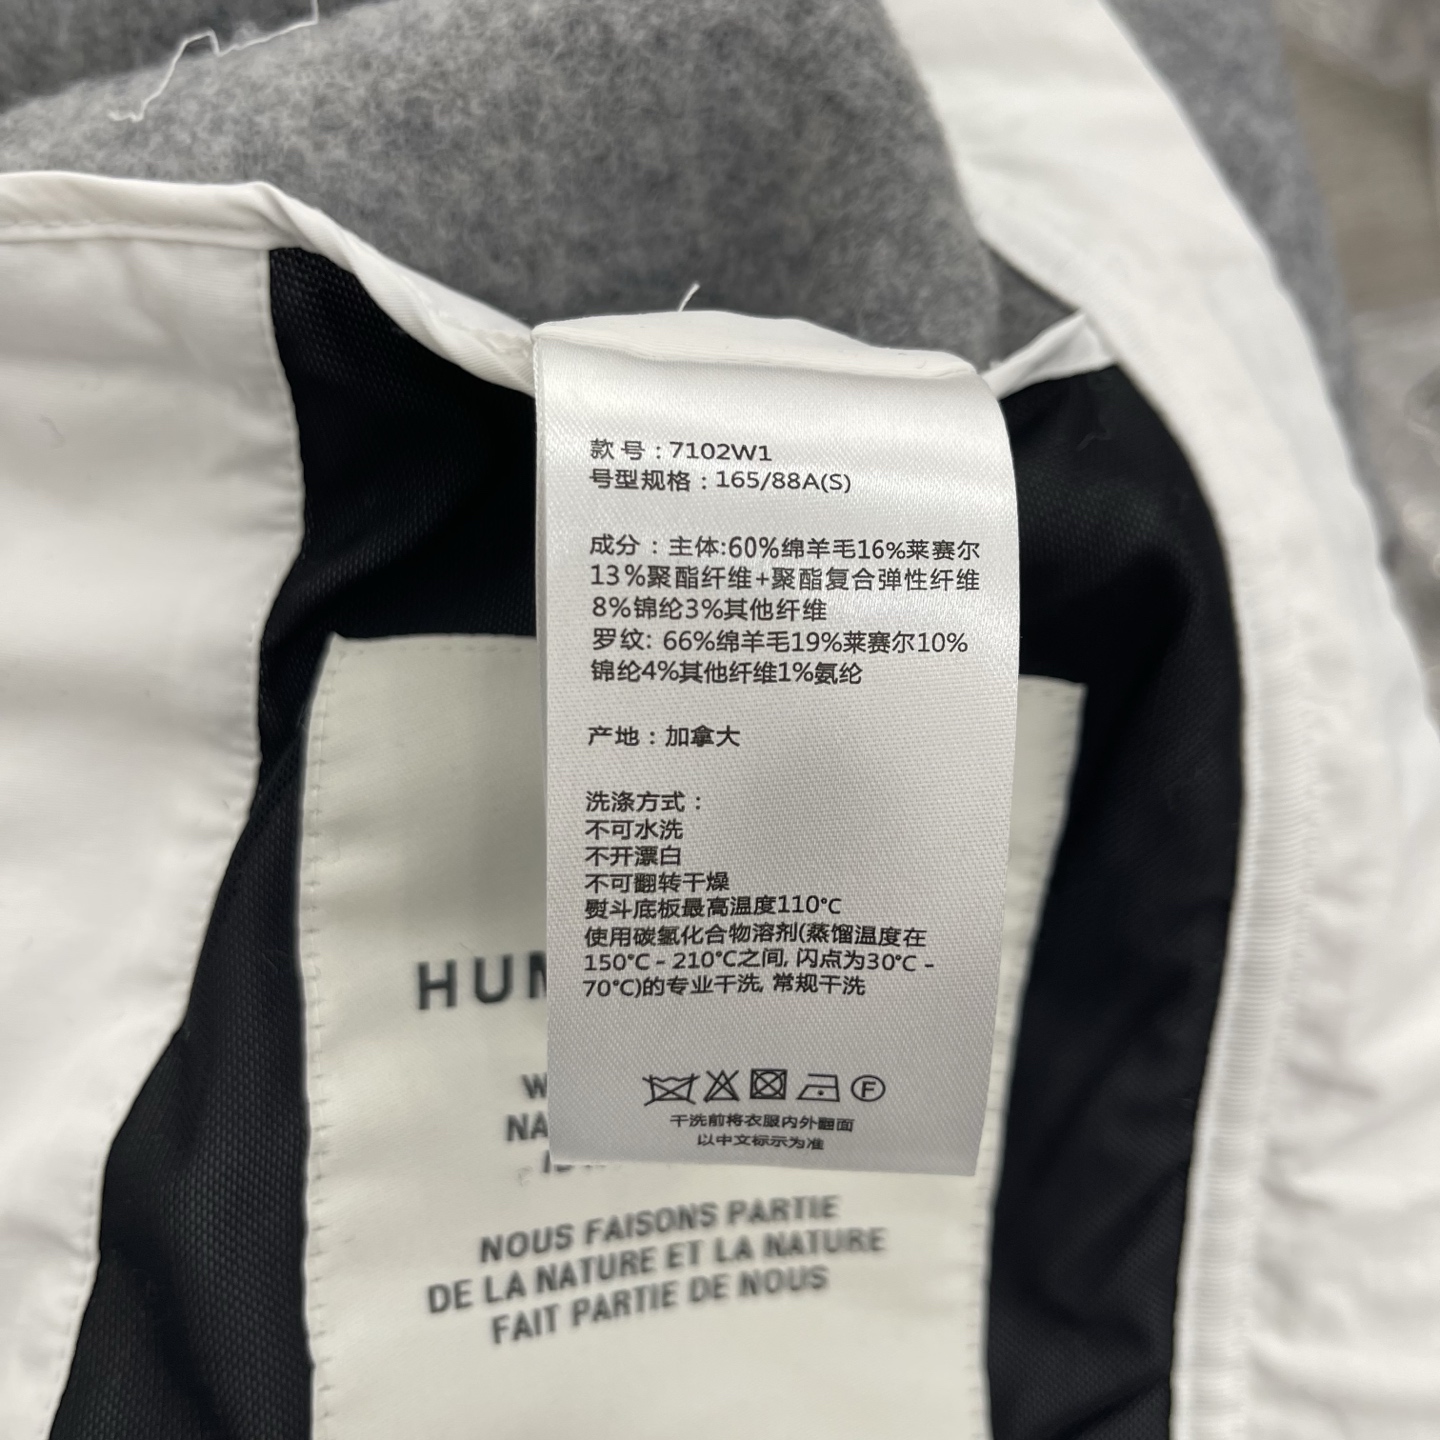 款号：7102W1
号型规格：165/88A(S)
成分：主体:60%绵羊毛16%莱赛尔
13%聚酯纤维+聚酯复合弹性纤维
8%锦纶3%其他纤维
罗纹: 66%绵羊毛19%莱赛尔10%
锦纶4%其他纤维1%氨纶
产地：加拿大
洗涤方式：
不可水洗
不开漂白
不可翻转干燥
熨斗底板最高温度110℃
使用碳氢化合物溶剂(蒸馏温度在
150℃ - 210℃之间, 闪点为30℃ -
70℃)的专业干洗, 常规干洗
F
干洗前将衣服内外翻面
以中文标示为准
HUM
W
NA
NOUS FAISONS PARTIE
DE LA NATURE ET LA NATURE
FAIT PARTIE DE NOUS